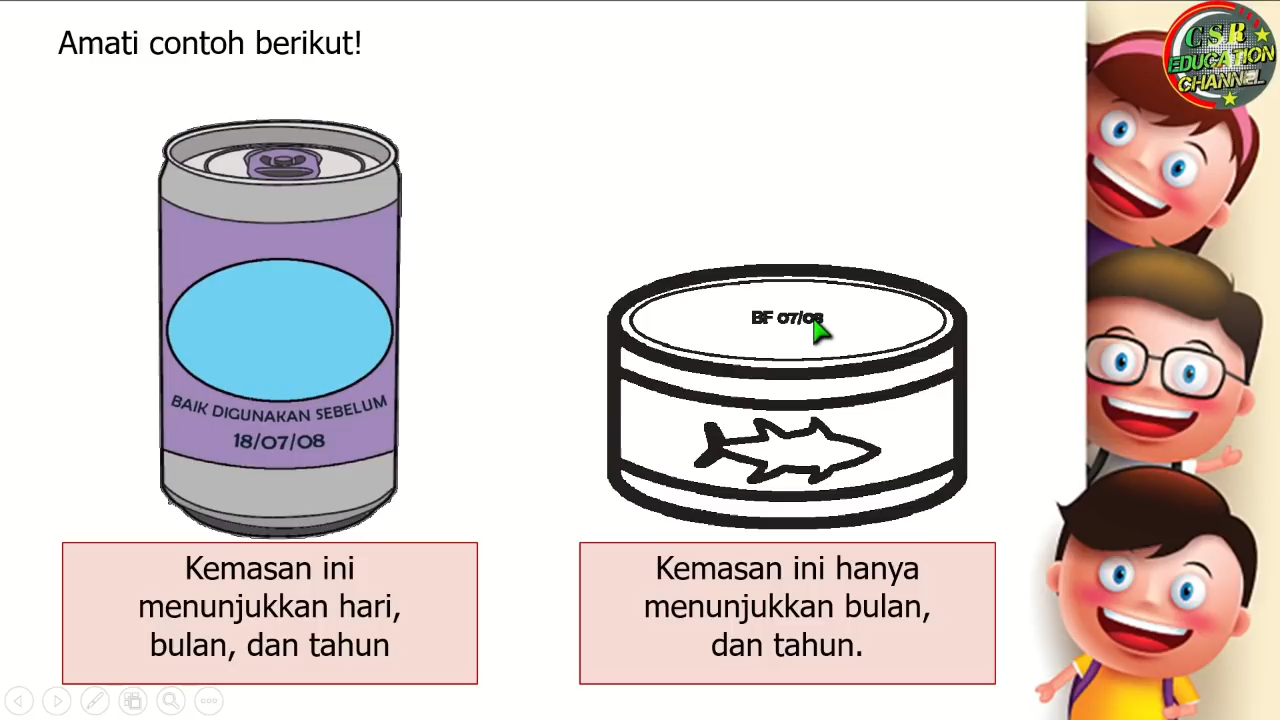 Amati contoh berikut!
CSR
EDUCATION
CHANNEL
BF 07/08
BAIK DIGUNAKAN SEBELUM
18/07/08
Kemasan ini
menunjukkan hari,
bulan, dan tahun
Kemasan ini hanya
menunjukkan bulan,
dan tahun.